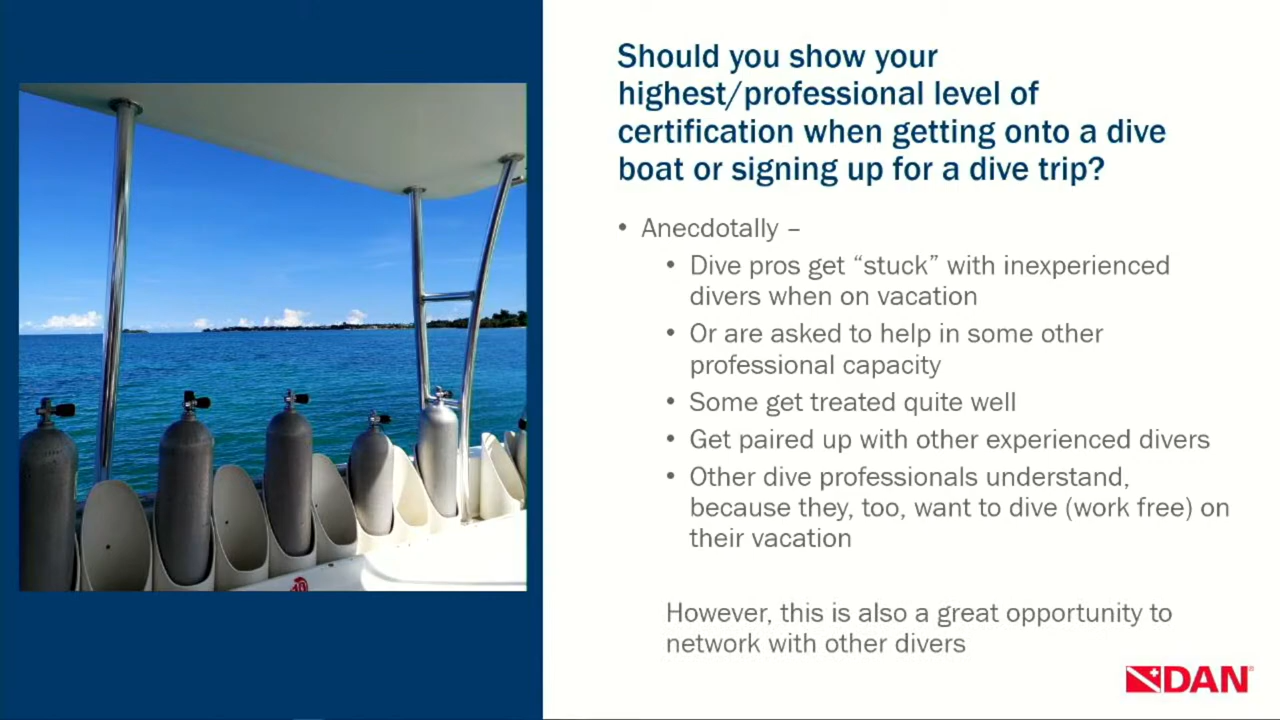 Should you show your
highest/professional level of
certification when getting onto a dive
boat or signing up for a dive trip?
• Anecdotally –
• Dive pros get “stuck” with inexperienced
divers when on vacation
• Or are asked to help in some other
professional capacity
• Some get treated quite well
• Get paired up with other experienced divers
• Other dive professionals understand,
because they, too, want to dive (work free) on
their vacation
However, this is also a great opportunity to
network with other divers
DAN